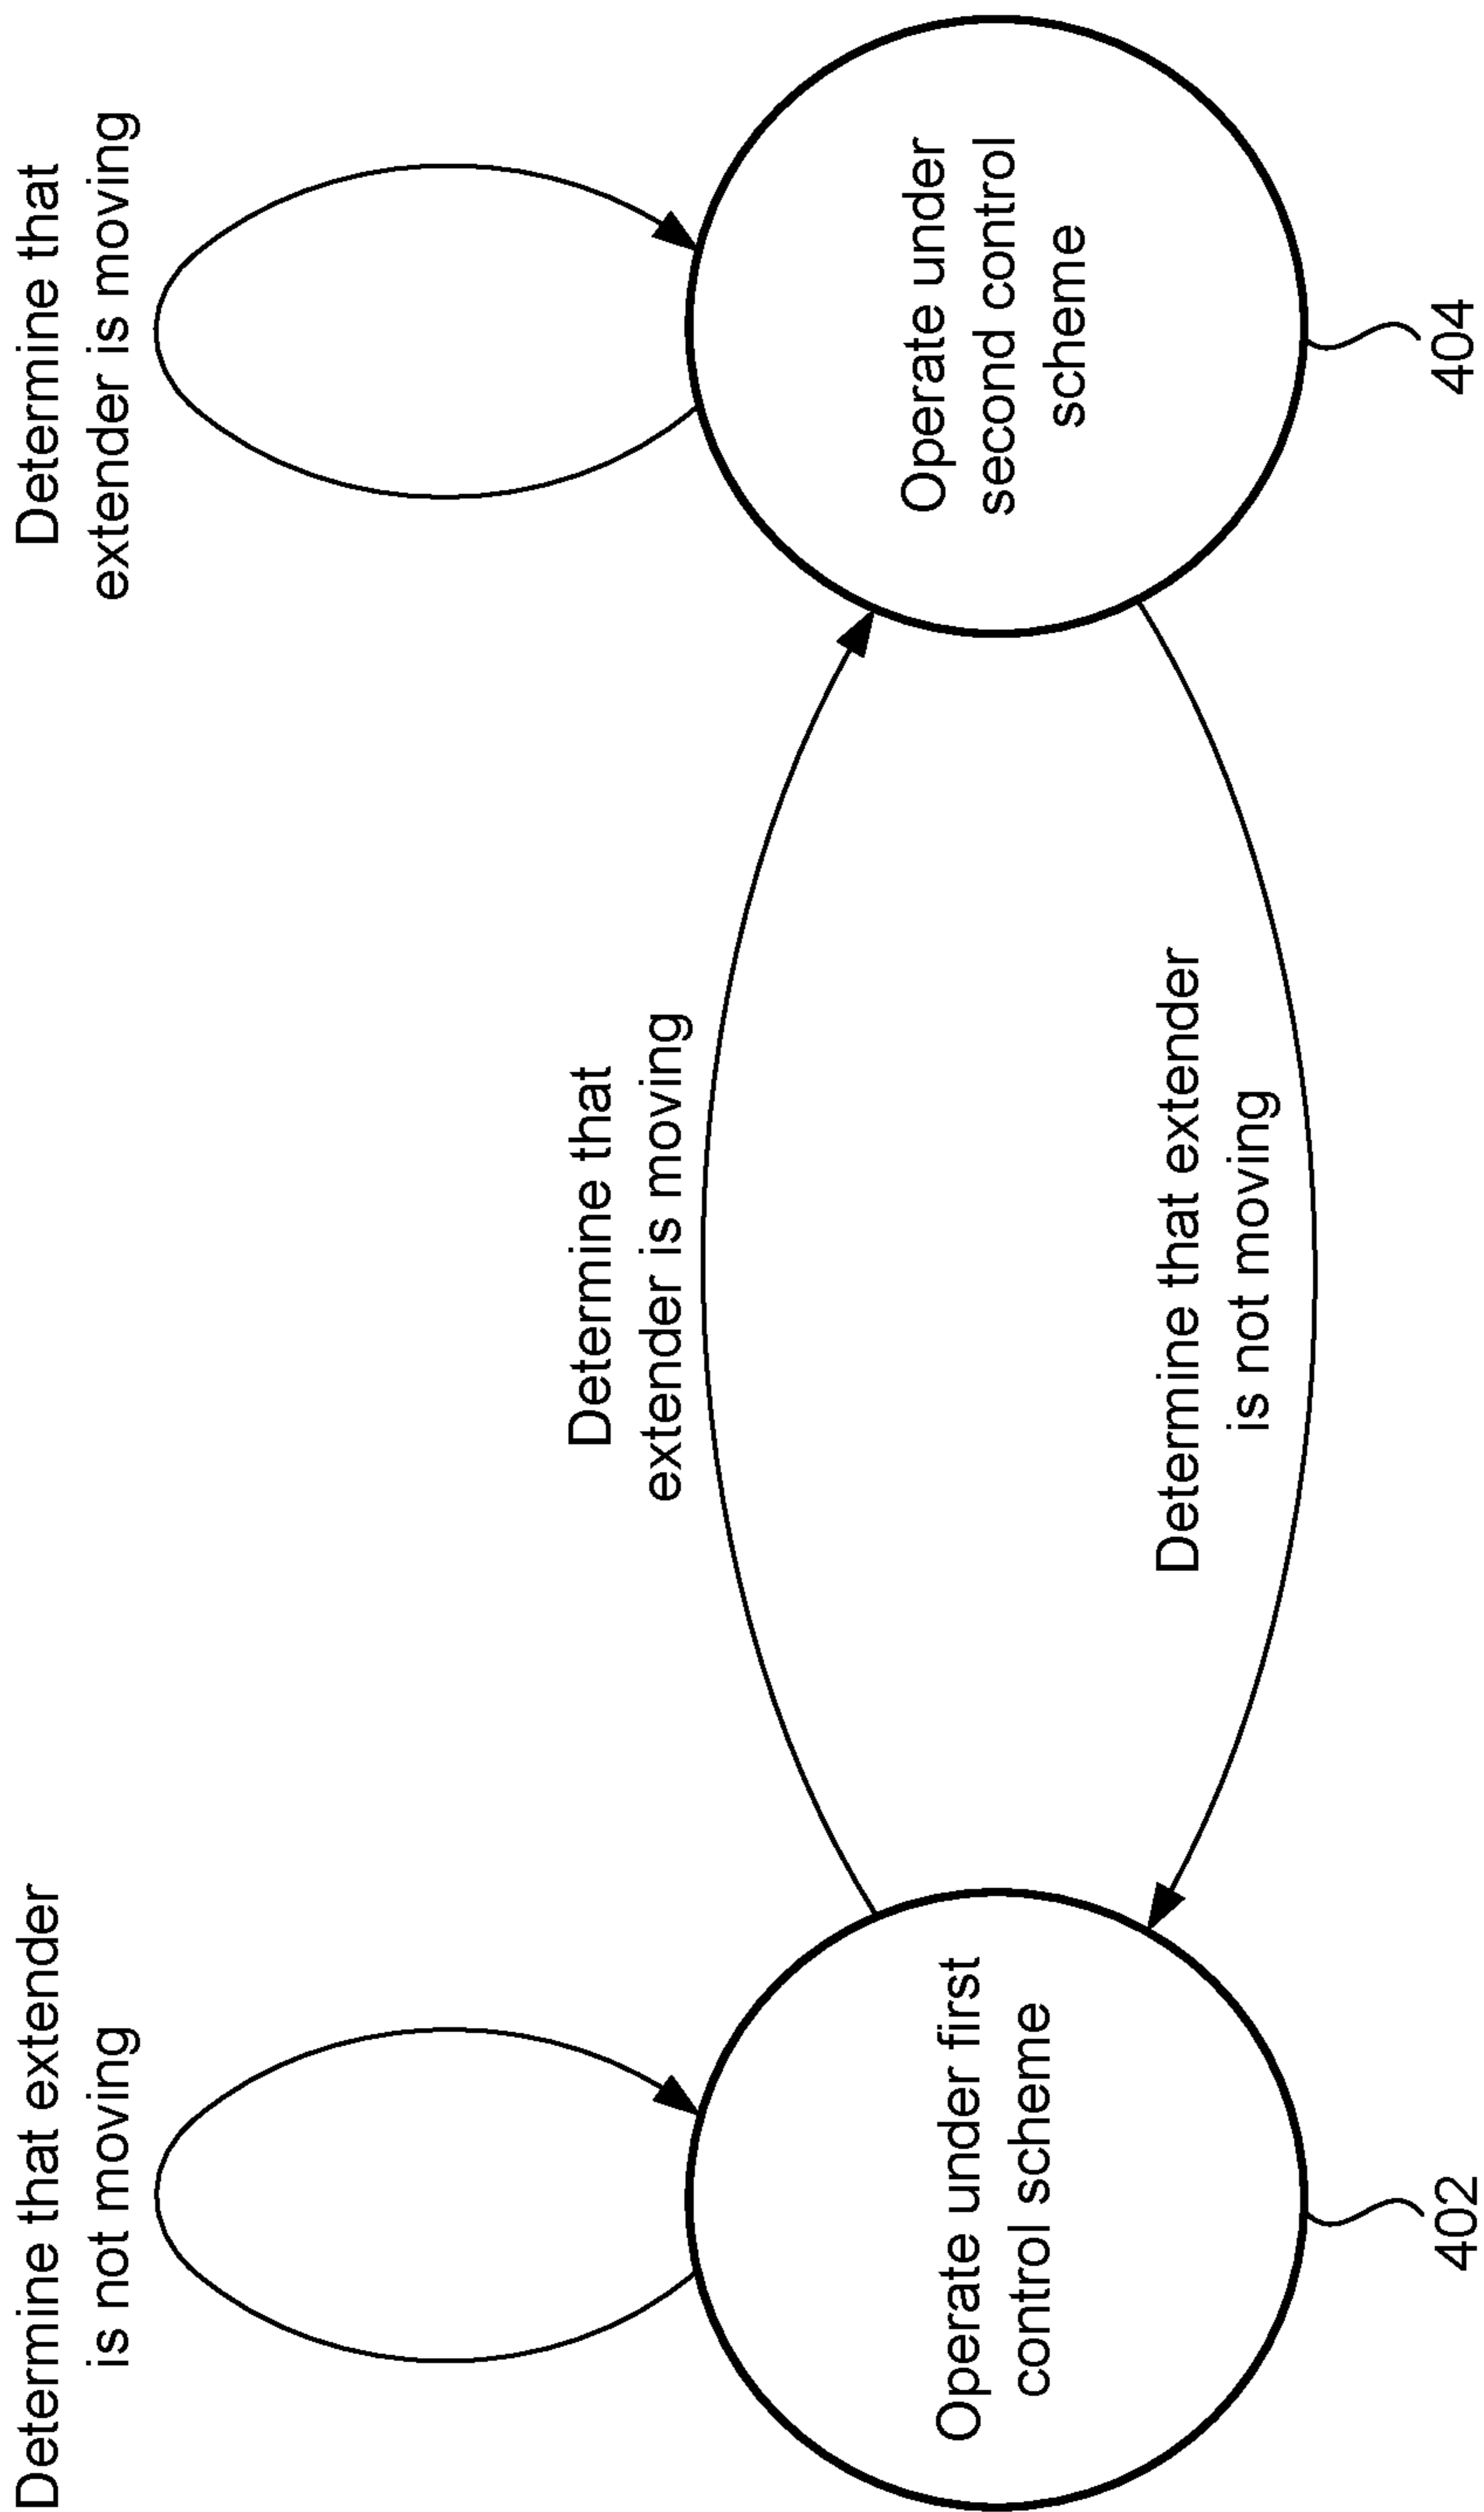 Determine that extender
is not moving
Determine that
extender is moving
Determine that
extender is moving
Operate under first
control scheme
Operate under
second control
scheme
Determine that extender
is not moving
402
404